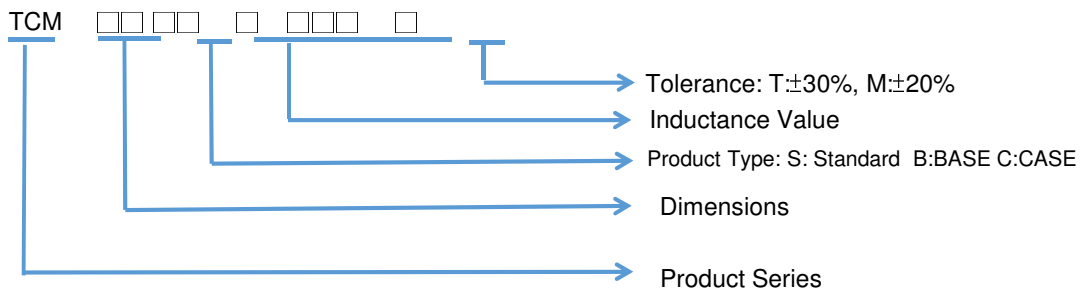 TCM □□ □□ □ □□□ □
Tolerance: T:±30%, M:±20%
Inductance Value
Product Type: S: Standard B:BASE C:CASE
Dimensions
Product Series